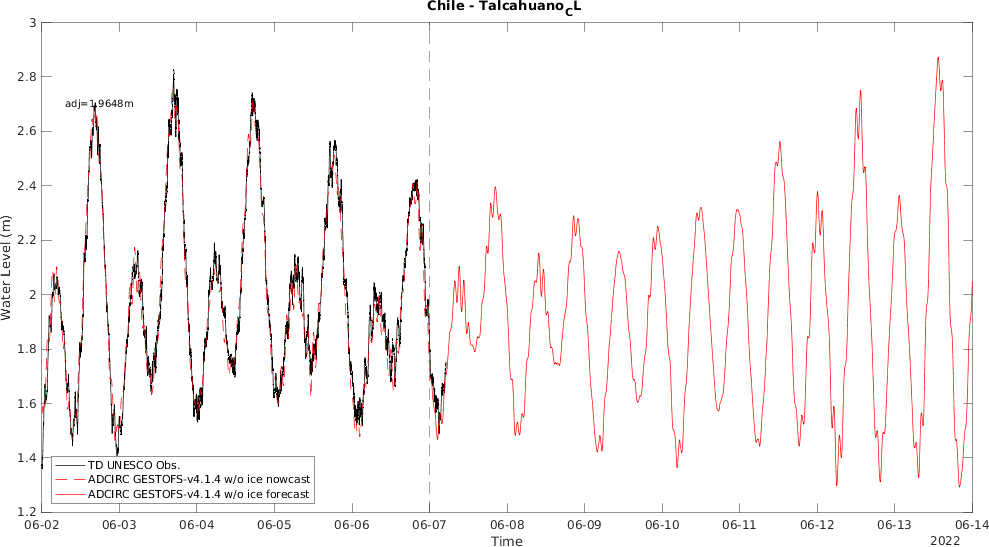 Chile - Talcahuano_CL
3
2.8
2.6
2.4
2.2
2
1.8
1.6
1.4
1.2
Water Level (m)
adj=1.9648m
TD UNESCO Obs.
ADCIRC GESTOFS-v4.1.4 w/o ice nowcast
ADCIRC GESTOFS-v4.1.4 w/o ice forecast
06-02 06-03 06-04 06-05 06-06 06-07 06-08 06-09 06-10 06-11 06-12 06-13 06-14
Time
2022